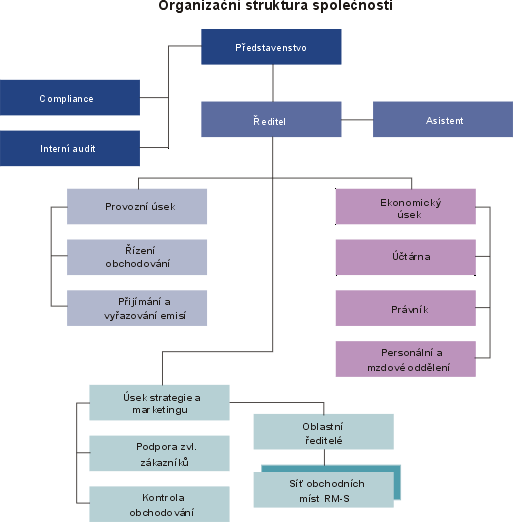 Organizační struktura společnosti
Představenstvo
Compliance
Ředitel
Asistent
Interní audit
Provozní úsek
Řízení
obchodování
Přijímání a
vyřazování emisí
Ekonomický
úsek
Účtárna
Právník
Personální a
mzdové oddělení
Úsek strategie a
marketingu
Podpora zvl.
zákazníků
Kontrola
obchodování
Oblastní
ředitelé
Síť obchodních
míst RM-S